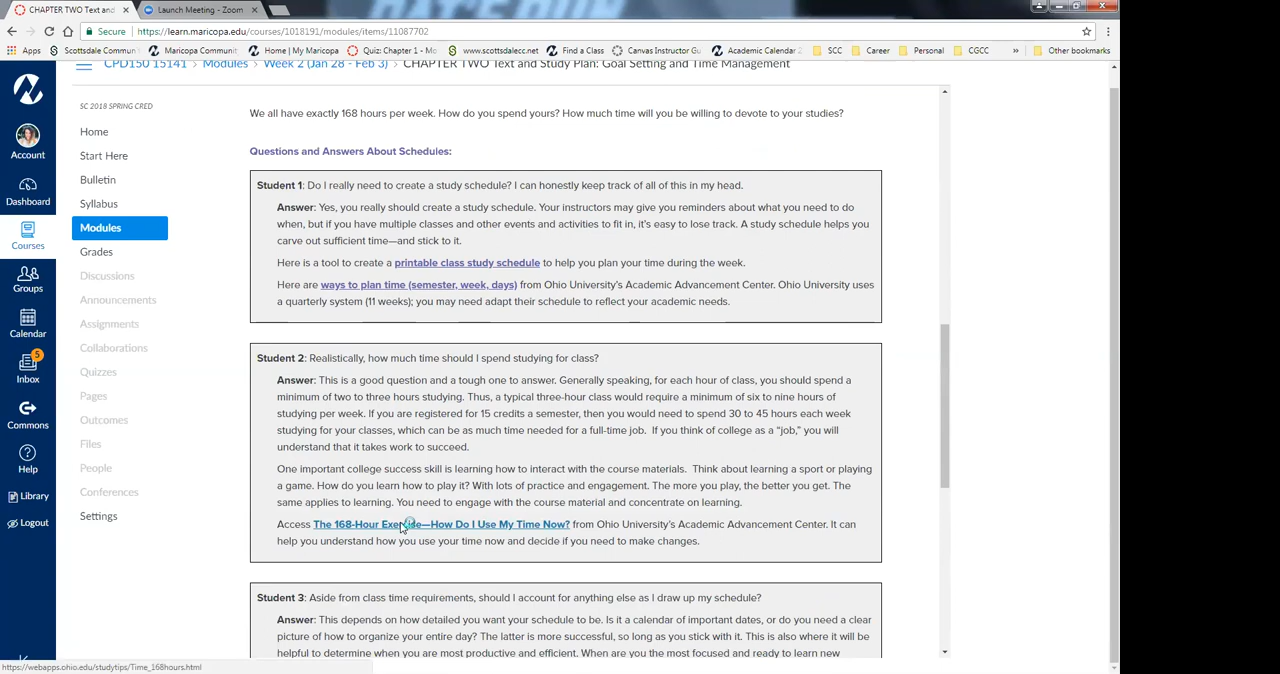 CHAPTER TWO Text and
Launch Meeting - Zoom
Secure
https://learn.maricopa.edu/courses/1018191/modules/items/11087702
Apps
Scottsdale Commun
Maricopa Communit
Home | My Maricopa
Quiz: Chapter 1 - Mo
www.scottsdalecc.net
Find a Class
Canvas Instructor Gu
Academic Calendar 2
SCC
Career
Personal
CGCC
»
Other bookmarks
CPD150 15141 › Modules › Week 2 (Jan 28 - Feb 3) › CHAPTER TWO Text and Study Plan: Goal Setting and Time Management
Account
Dashboard
Courses
Groups
Calendar
5
Inbox
Commons
Help
Library
Logout
SC 2018 SPRING CRED
Home
Start Here
Bulletin
Syllabus
Modules
Grades
Discussions
Announcements
Assignments
Collaborations
Quizzes
Pages
Outcomes
Files
People
Conferences
Settings
We all have exactly 168 hours per week. How do you spend yours? How much time will you be willing to devote to your studies?
Questions and Answers About Schedules:
Student 1: Do I really need to create a study schedule? I can honestly keep track of all of this in my head.
Answer: Yes, you really should create a study schedule. Your instructors may give you reminders about what you need to do
when, but if you have multiple classes and other events and activities to fit in, it's easy to lose track. A study schedule helps you
carve out sufficient time—and stick to it.
Here is a tool to create a printable class study schedule to help you plan your time during the week.
Here are ways to plan time (semester, week, days) from Ohio University's Academic Advancement Center. Ohio University uses
a quarterly system (11 weeks); you may need adapt their schedule to reflect your academic needs.
Student 2: Realistically, how much time should I spend studying for class?
Answer: This is a good question and a tough one to answer. Generally speaking, for each hour of class, you should spend a
minimum of two to three hours studying. Thus, a typical three-hour class would require a minimum of six to nine hours of
studying per week. If you are registered for 15 credits a semester, then you would need to spend 30 to 45 hours each week
studying for your classes, which can be as much time needed for a full-time job. If you think of college as a “job,” you will
understand that it takes work to succeed.
One important college success skill is learning how to interact with the course materials. Think about learning a sport or playing
a game. How do you learn how to play it? With lots of practice and engagement. The more you play, the better you get. The
same applies to learning. You need to engage with the course material and concentrate on learning.
Access The 168-Hour Exercise—How Do I Use My Time Now? from Ohio University's Academic Advancement Center. It can
help you understand how you use your time now and decide if you need to make changes.
Student 3: Aside from class time requirements, should I account for anything else as I draw up my schedule?
Answer: This depends on how detailed you want your schedule to be. Is it a calendar of important dates, or do you need a clear
picture of how to organize your entire day? The latter is more successful, so long as you stick with it. This is also where it will be
helpful to determine when you are most productive and efficient. When are you the most focused and ready to learn new
https://webapps.ohio.edu/studytips/Time_168hours.html